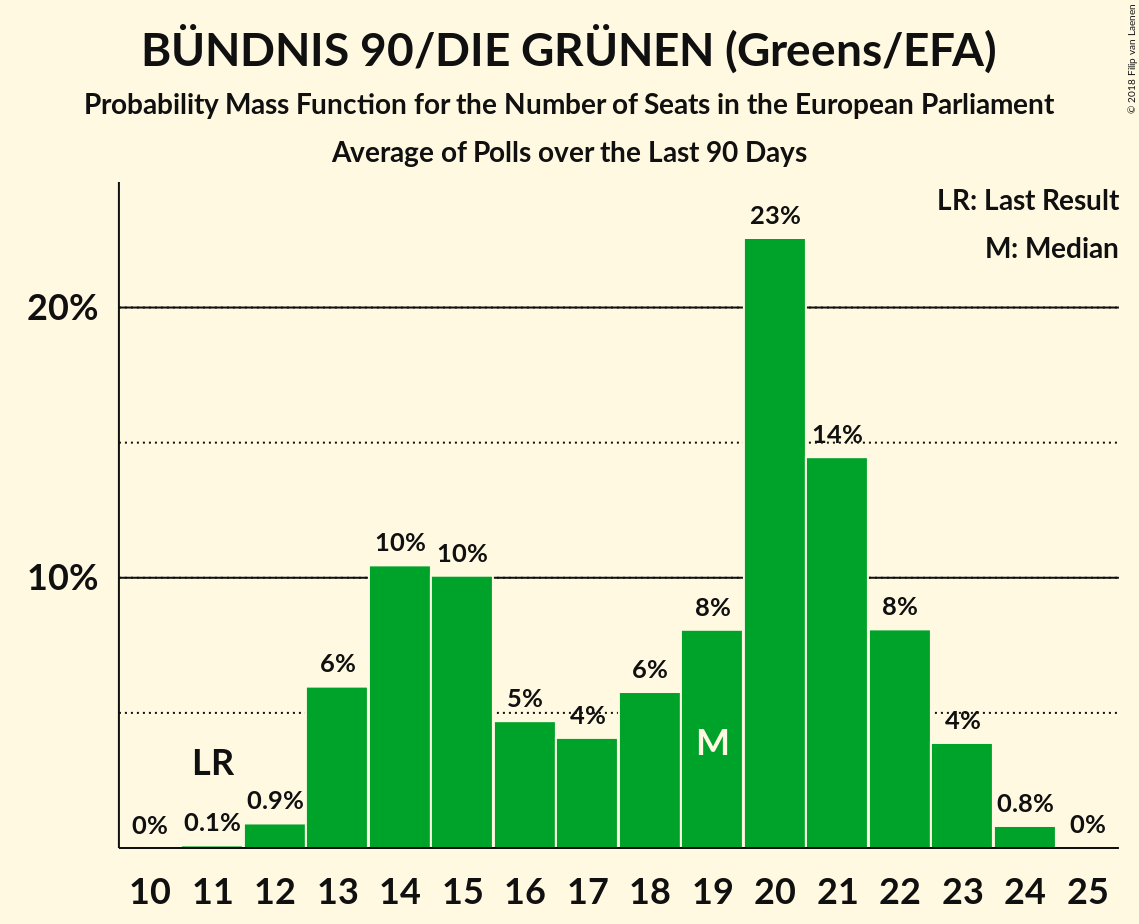 BÜNDNIS 90/DIE GRÜNEN (Greens/EFA)
Probability Mass Function for the Number of Seats in the European Parliament
Average of Polls over the Last 90 Days
© 2018 Filip van Laenen
LR: Last Result
M: Median
20%
10%
0%
0.1%
0.9%
6%
10%
10%
5%
4%
6%
8%
23%
14%
8%
4%
0.8%
0%
LR
M
10 11 12 13 14 15 16 17 18 19 20 21 22 23 24 25